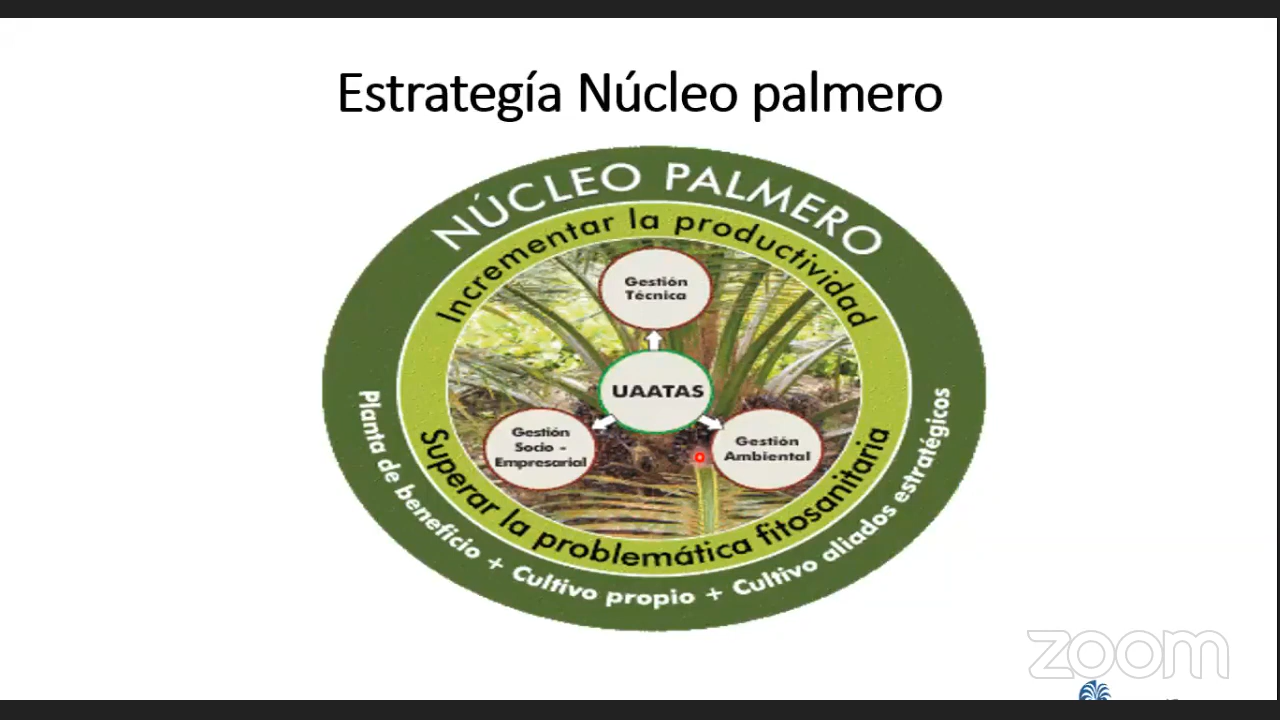 Estrategía Núcleo palmero
NÚCLEO PALMERO
Incrementar la productividad
Gestión
Técnica
UAATAS
Gestión
Socio -
Empresarial
Gestión
Ambiental
Superar la problemática fitosanitaria
Planta de beneficio + Cultivo propio + Cultivo aliados estratégicos
zoom